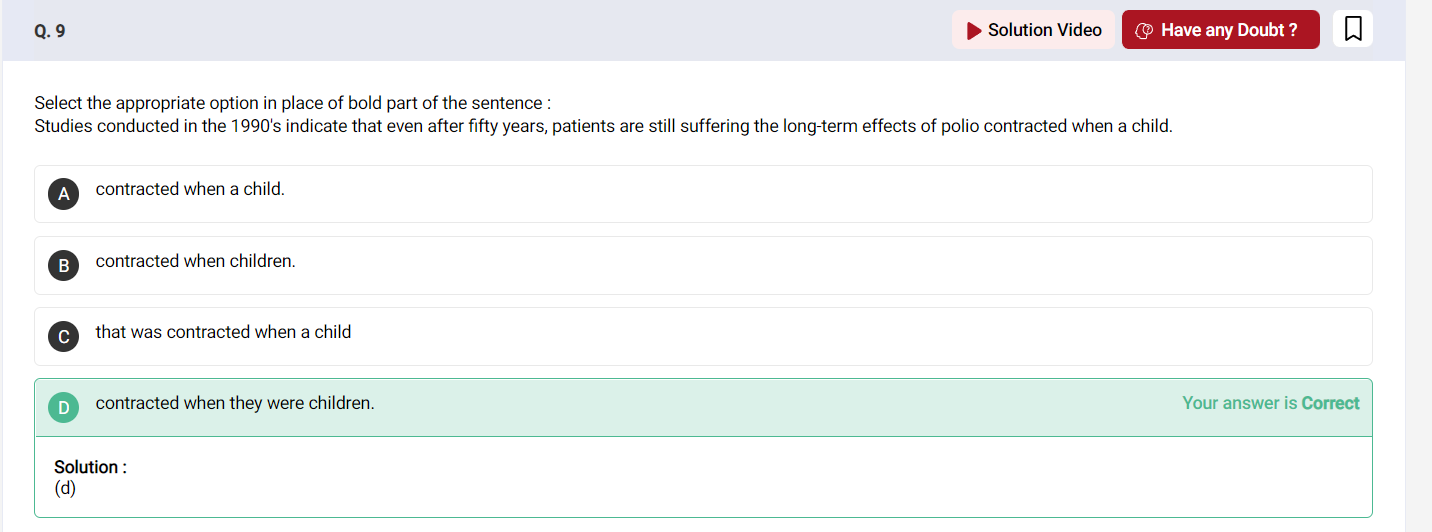 Q. 9
Solution Video
Have any Doubt ?
Select the appropriate option in place of bold part of the sentence :
Studies conducted in the 1990's indicate that even after fifty years, patients are still suffering the long-term effects of polio contracted when a child.
A
contracted when a child.
B
contracted when children.
C
that was contracted when a child
D
contracted when they were children.
Your answer is Correct
Solution :
(d)